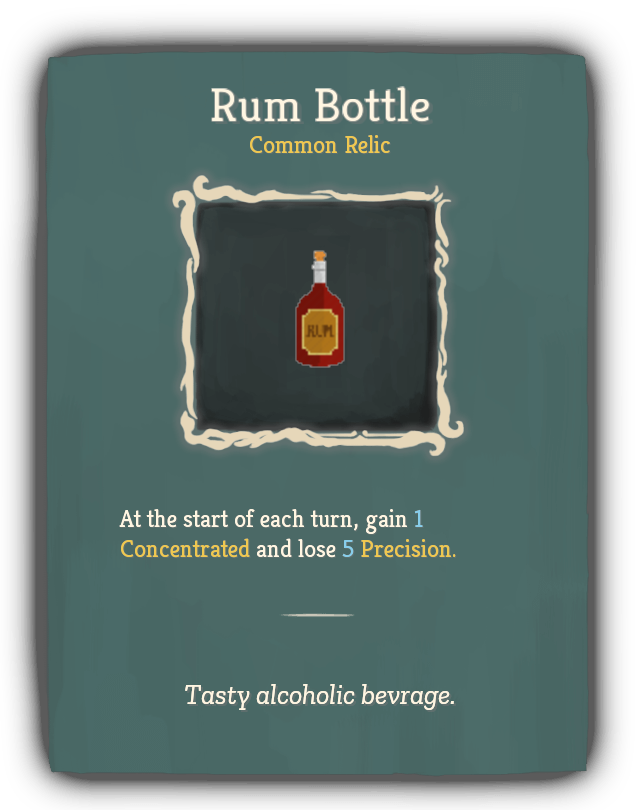 Rum Bottle
Common Relic
RUM
At the start of each turn, gain 1
Concentrated and lose 5 Precision.
Tasty alcoholic bevrage.